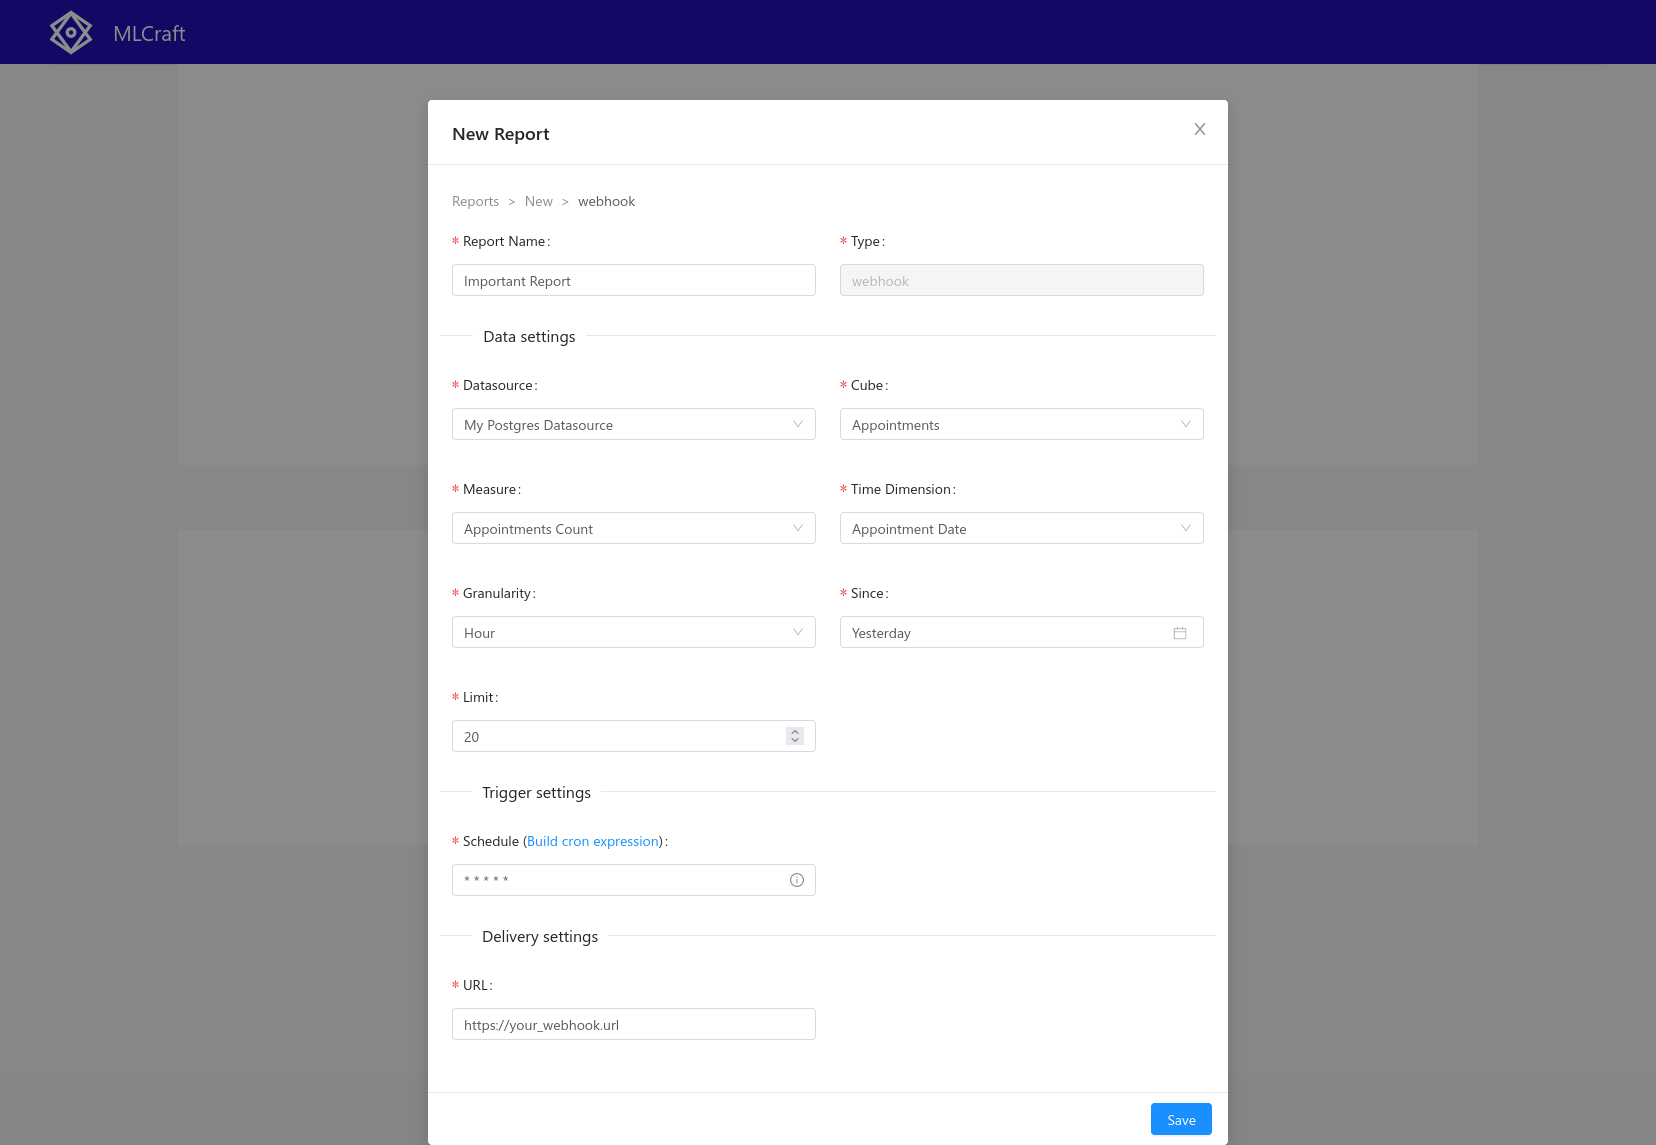 MLCraft
New Report
Reports > New > webhook
* Report Name:
* Type:
Important Report
webhook
Data settings
* Datasource:
* Cube:
My Postgres Datasource
Appointments
* Measure:
* Time Dimension:
Appointments Count
Appointment Date
* Granularity:
* Since:
Hour
Yesterday
* Limit:
20
Trigger settings
* Schedule (Build cron expression):
* * * * *
Delivery settings
* URL:
https://your_webhook.url
Save